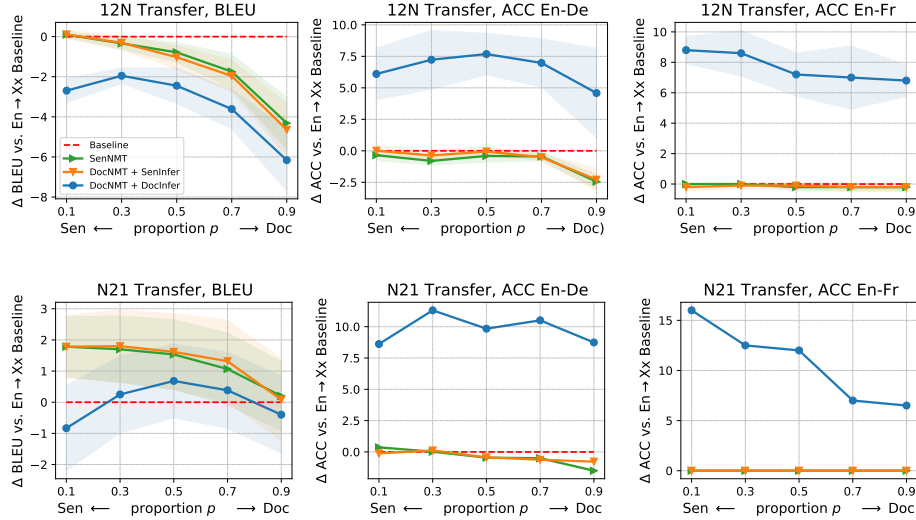 12N Transfer, BLEU
Δ BLEU vs. En → Xx Baseline
0
−2
−4
−6
−8
Baseline
SenNMT
DocNMT + SenInfer
DocNMT + DocInfer
0.1 0.3 0.5 0.7 0.9
Sen ⟵ proportion p ⟶ Doc
12N Transfer, ACC En-De
Δ ACC vs. En → Xx Baseline
10.0
7.5
5.0
2.5
0.0
−2.5
0.1 0.3 0.5 0.7 0.9
Sen ⟵ proportion p ⟶ Doc)
12N Transfer, ACC En-Fr
Δ ACC vs. En → Xx Baseline
8
6
4
2
0
0.1 0.3 0.5 0.7 0.9
Sen ⟵ proportion p ⟶ Doc
N21 Transfer, BLEU
Δ BLEU vs. En → Xx Baseline
3
2
1
0
−1
−2
0.1 0.3 0.5 0.7 0.9
Sen ⟵ proportion p ⟶ Doc
N21 Transfer, ACC En-De
Δ ACC vs. En → Xx Baseline
10.0
7.5
5.0
2.5
0.0
0.1 0.3 0.5 0.7 0.9
Sen ⟵ proportion p ⟶ Doc
N21 Transfer, ACC En-Fr
Δ ACC vs. En → Xx Baseline
15
10
5
0
0.1 0.3 0.5 0.7 0.9
Sen ⟵ proportion p ⟶ Doc